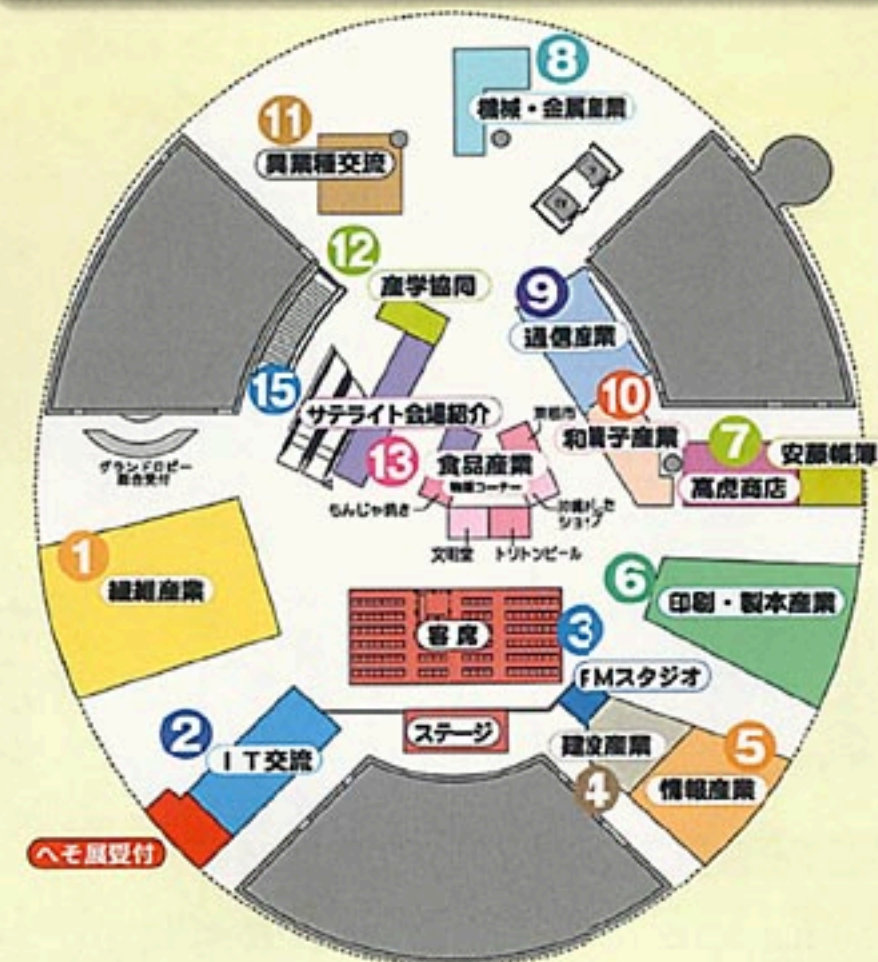 8
機械・金属産業
11
異業種交流
12
産学協同
9
通信産業
15
サテライト会場紹介
10
和菓子産業
7
安藤帳簿
高虎商店
13
食品産業
物産コーナー
グランドロビー
総合受付
もんじゃ焼き
文明堂
トリトンビール
1
繊維産業
6
印刷・製本産業
客席
3
FMスタジオ
2
IT交流
ステージ
建設産業
4
5
情報産業
へそ展受付